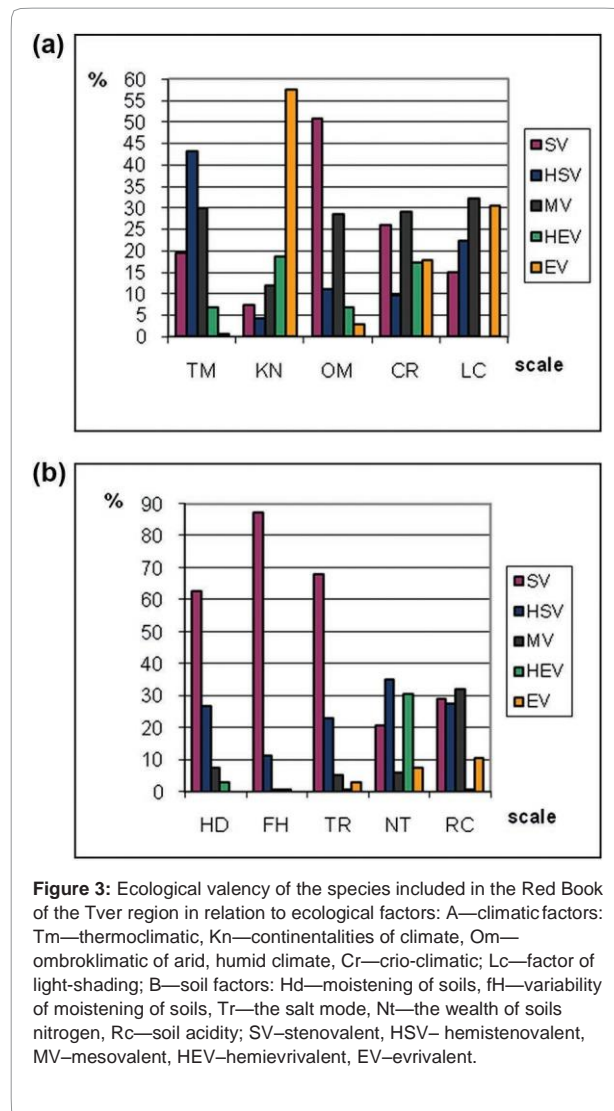 (a)
%
60
55
50
45
40
35
30
25
20
15
10
5
0
TM KN OM CR LC
scale
SV
HSV
MV
HEV
EV
(b)
%
90
80
70
60
50
40
30
20
10
0
HD FH TR NT RC
scale
SV
HSV
MV
HEV
EV
Figure 3: Ecological valency of the species included in the Red Book
of the Tver region in relation to ecological factors: A—climatic factors:
Tm—thermoclimatic, Kn—continentalities of climate, Om—
ombroklimatic of arid, humid climate, Cr—crio-climatic; Lc—factor of
light-shading; B—soil factors: Hd—moistening of soils, fH—variability
of moistening of soils, Tr—the salt mode, Nt—the wealth of soils
nitrogen, Rc—soil acidity; SV–stenovalent, HSV– hemistenovalent,
MV–mesovalent, HEV–hemievrivalent, EV–evrivalent.